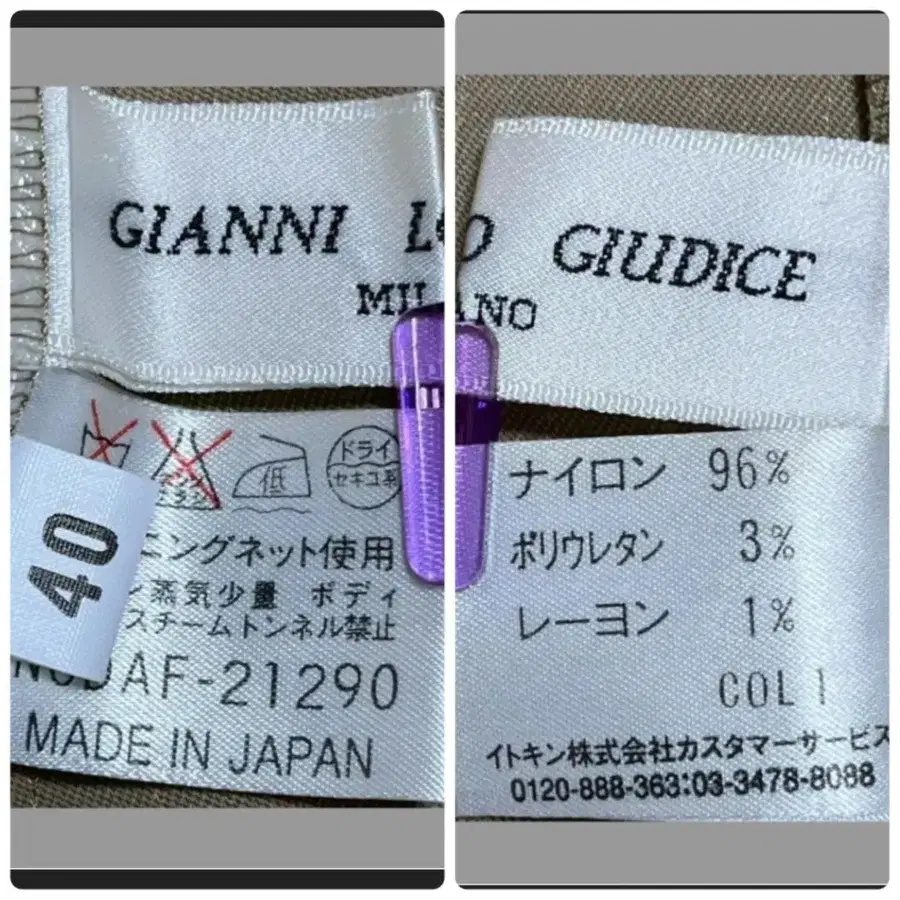 GIANNI LO GIUDICE
MILANO
40
低
ドライ
セキユ系
ニングネット使用
ン蒸気少量 ボディ
スチームトンネル禁止
DAF-21290
MADE IN JAPAN
ナイロン 96%
ポリウレタン 3%
レーヨン 1%
COL 1
イトキン株式会社カスタマーサービス
0120-888-363:03-3478-8088